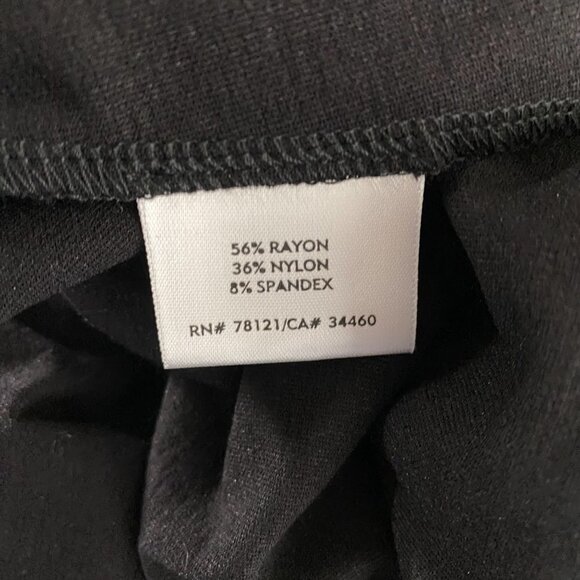 56% RAYON
36% NYLON
8% SPANDEX
RN# 78121/CA# 34460